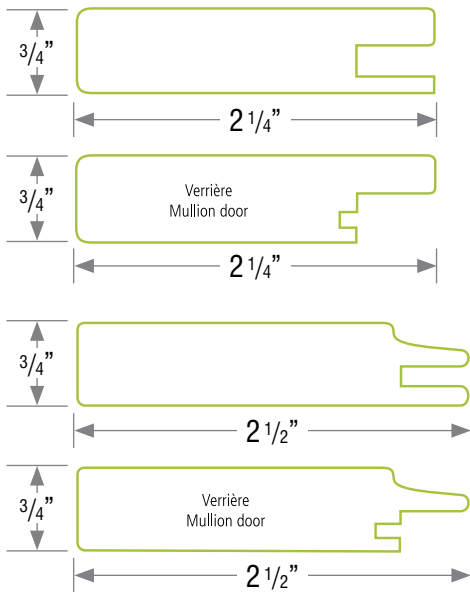 3/4”
2 1/4”
Verrière
Mullion door
3/4”
2 1/4”
3/4”
2 1/2”
Verrière
Mullion door
3/4”
2 1/2”